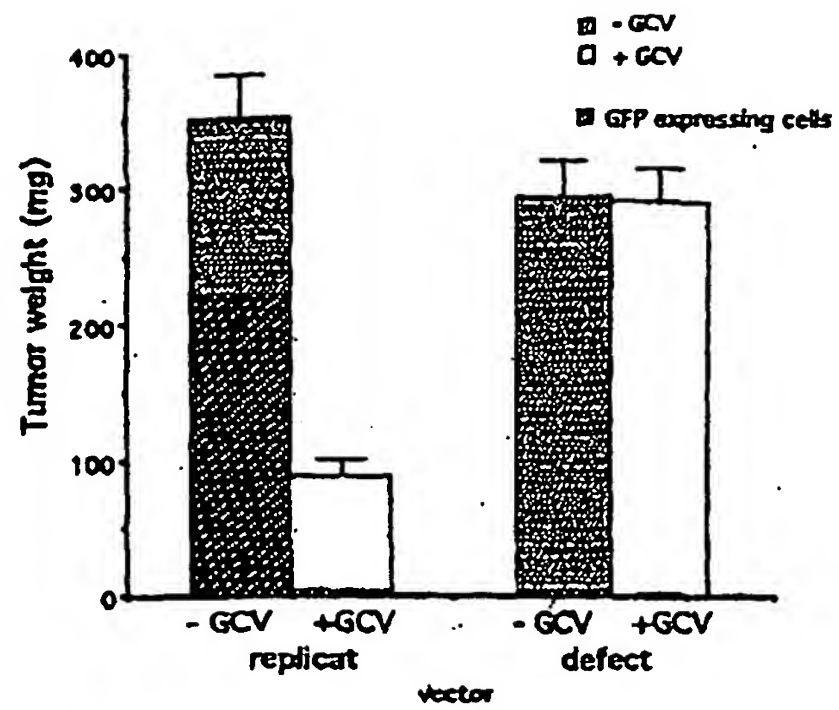 - GCV
+ GCV
GFP expressing cells
Tumor weight (mg)
400
300
200
100
0
- GCV +GCV - GCV +GCV
replicat defect
vector